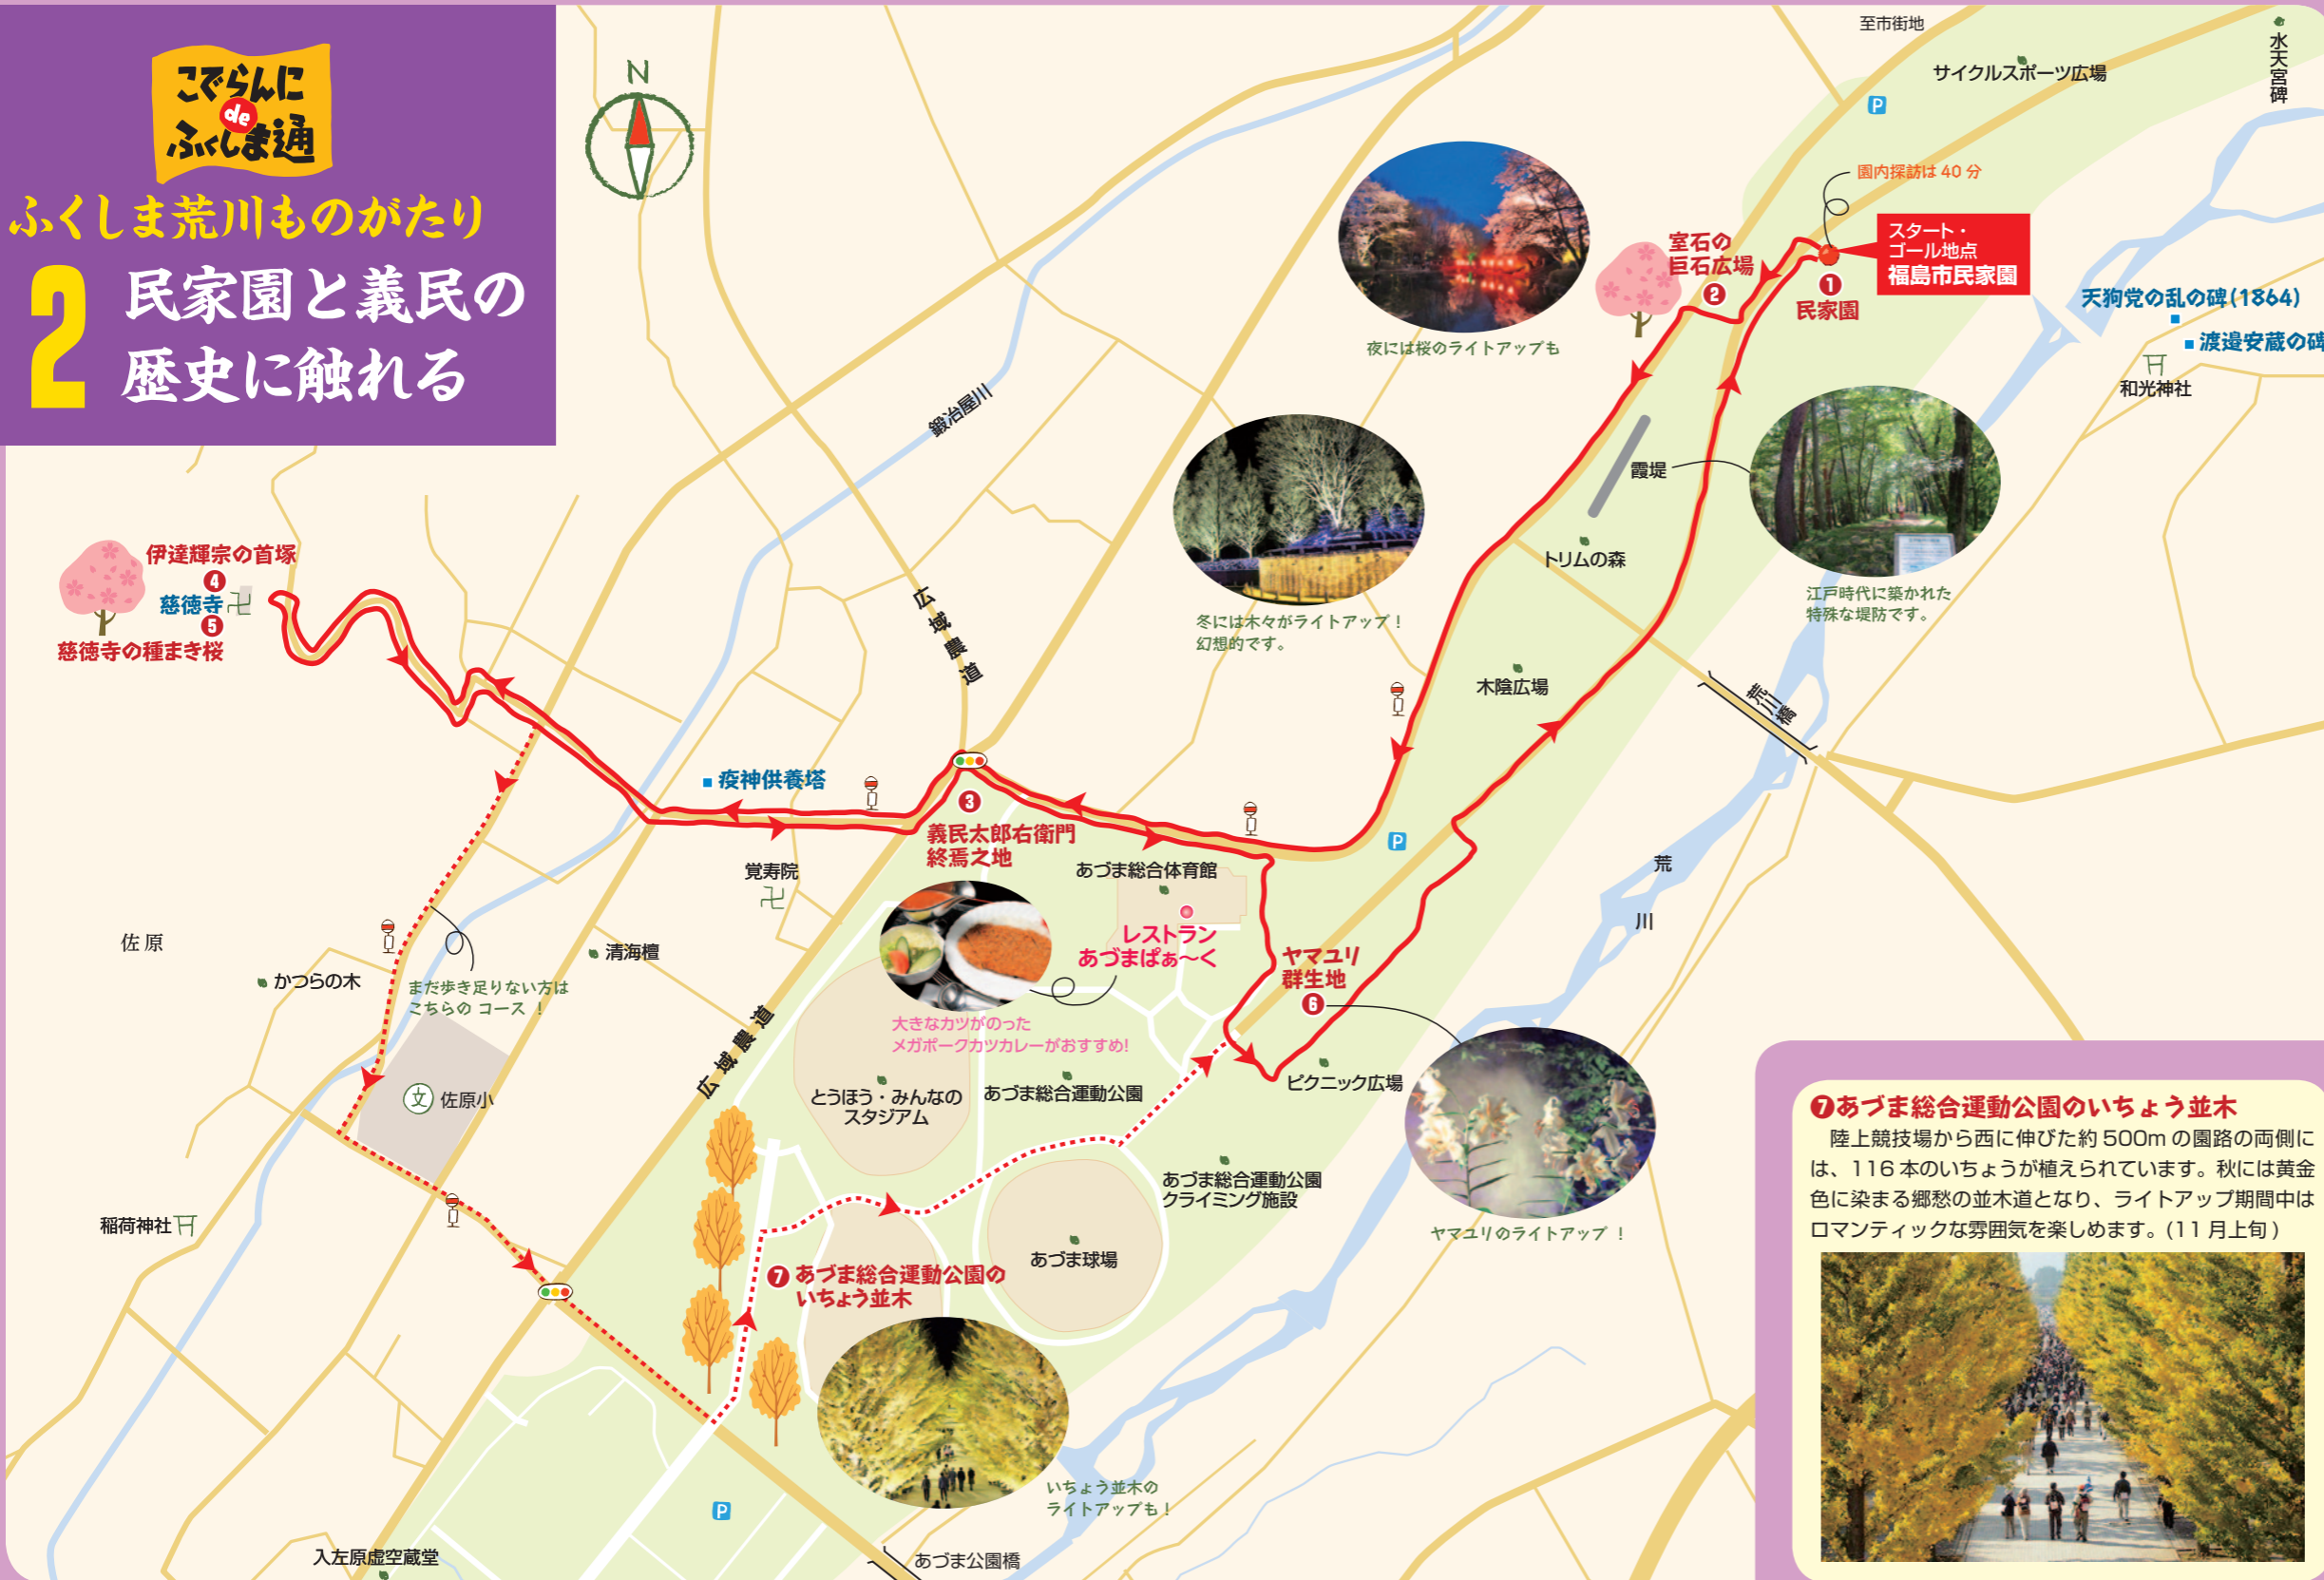 こでらんに
de
ふくしま通
ふくしま荒川ものがたり
2
民家園と義民の
歴史に触れる
N
至市街地
サイクルスポーツ広場
水天宮碑
P
園内探訪は 40 分
スタート・
ゴール地点
福島市民家園
室石の
巨石広場
2
1
民家園
天狗党の乱の碑(1864)
渡邉安蔵の碑
和光神社
夜には桜のライトアップも
鍛冶屋川
霞堤
トリムの森
江戸時代に築かれた
特殊な堤防です。
冬には木々がライトアップ!
幻想的です。
広域農道
伊達輝宗の首塚
4
慈徳寺
5
慈徳寺の種まき桜
木陰広場
荒川橋
疫神供養塔
3
義民太郎右衛門
終焉之地
P
覚寿院
あづま総合体育館
荒川
レストラン
あづまぱぁ〜く
ヤマユリ
群生地
6
佐原
清海檀
かつらの木
まだ歩き足りない方は
こちらの コース !
大きなカツがのった
メガポークカツカレーがおすすめ!
広域農道
文
佐原小
とうほう・みんなの
スタジアム
あづま総合運動公園
ピクニック広場
あづま総合運動公園
クライミング施設
ヤマユリのライトアップ !
稲荷神社
あづま球場
7
あづま総合運動公園の
いちょう並木
いちょう並木の
ライトアップも!
P
入左原虚空蔵堂
あづま公園橋
7あづま総合運動公園のいちょう並木
陸上競技場から西に伸びた約 500m の園路の両側に
は、116 本のいちょうが植えられています。秋には黄金
色に染まる郷愁の並木道となり、ライトアップ期間中は
ロマンティックな雰囲気を楽しめます。(11 月上旬)